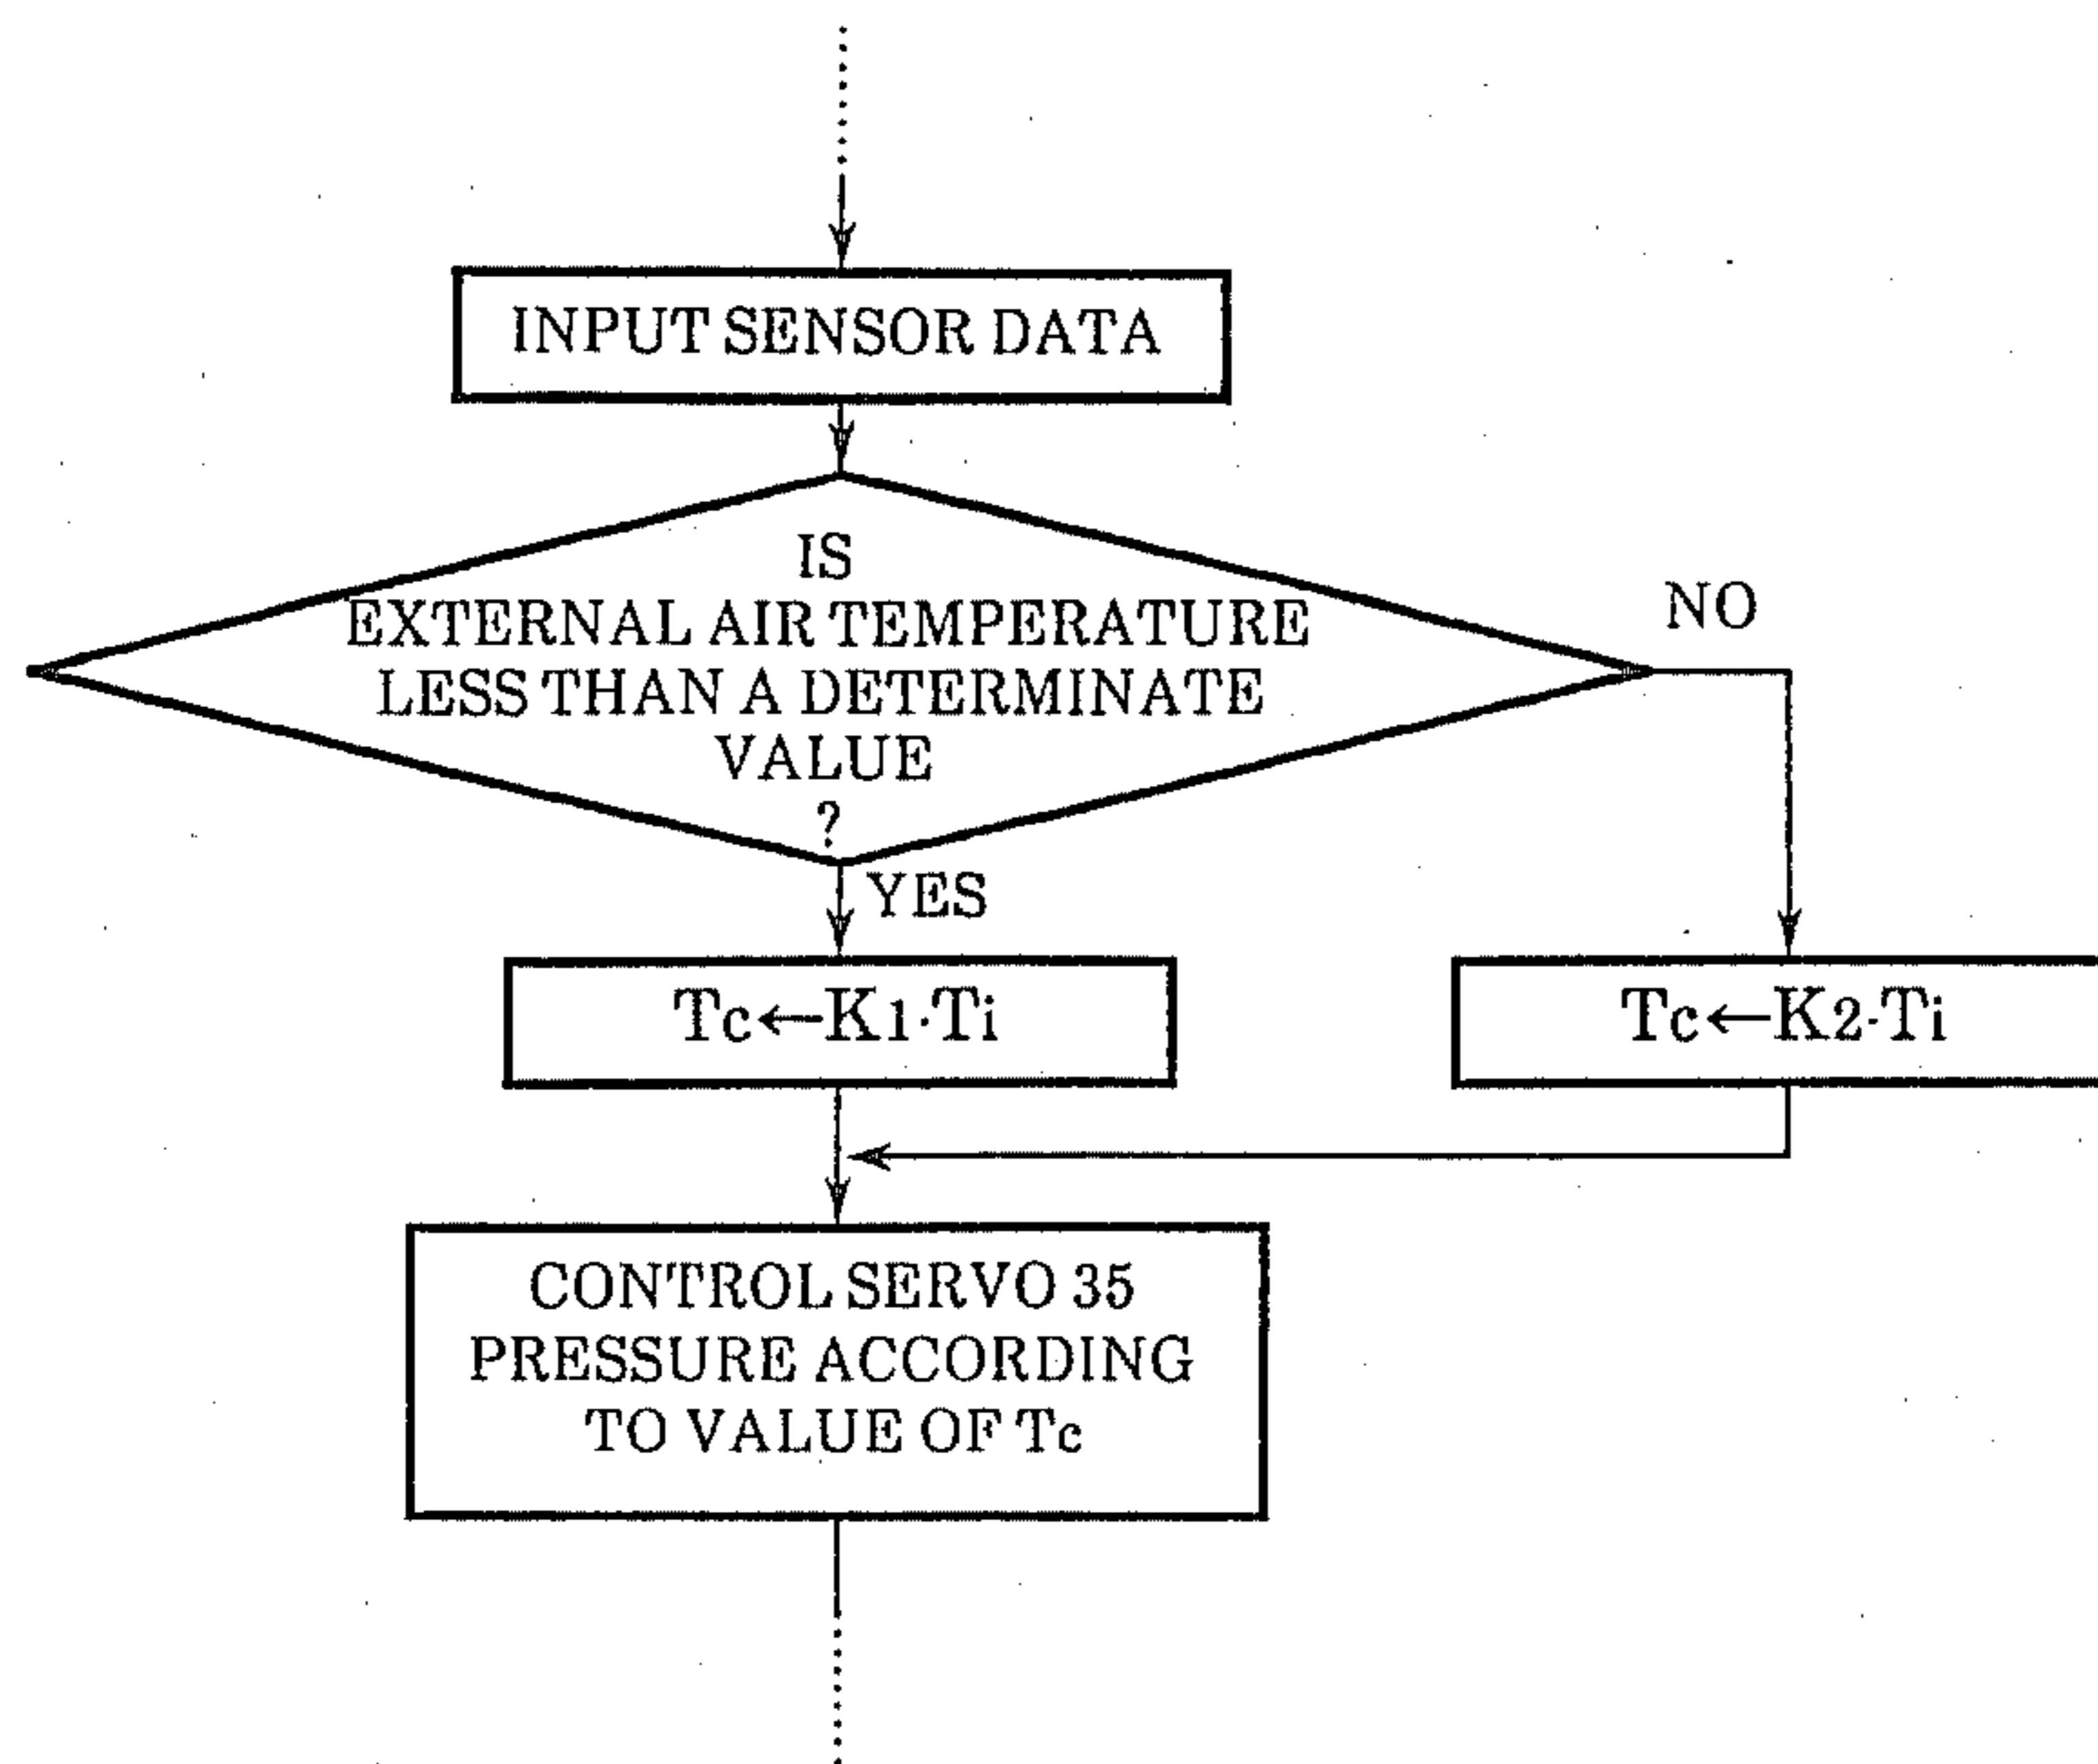 INPUT SENSOR DATA
IS
EXTERNAL AIR TEMPERATURE
LESS THAN A DETERMINATE
VALUE
?
NO
YES
Tc←K1·Ti
Tc←K2·Ti
CONTROL SERVO 35
PRESSURE ACCORDING
TO VALUE OF Tc